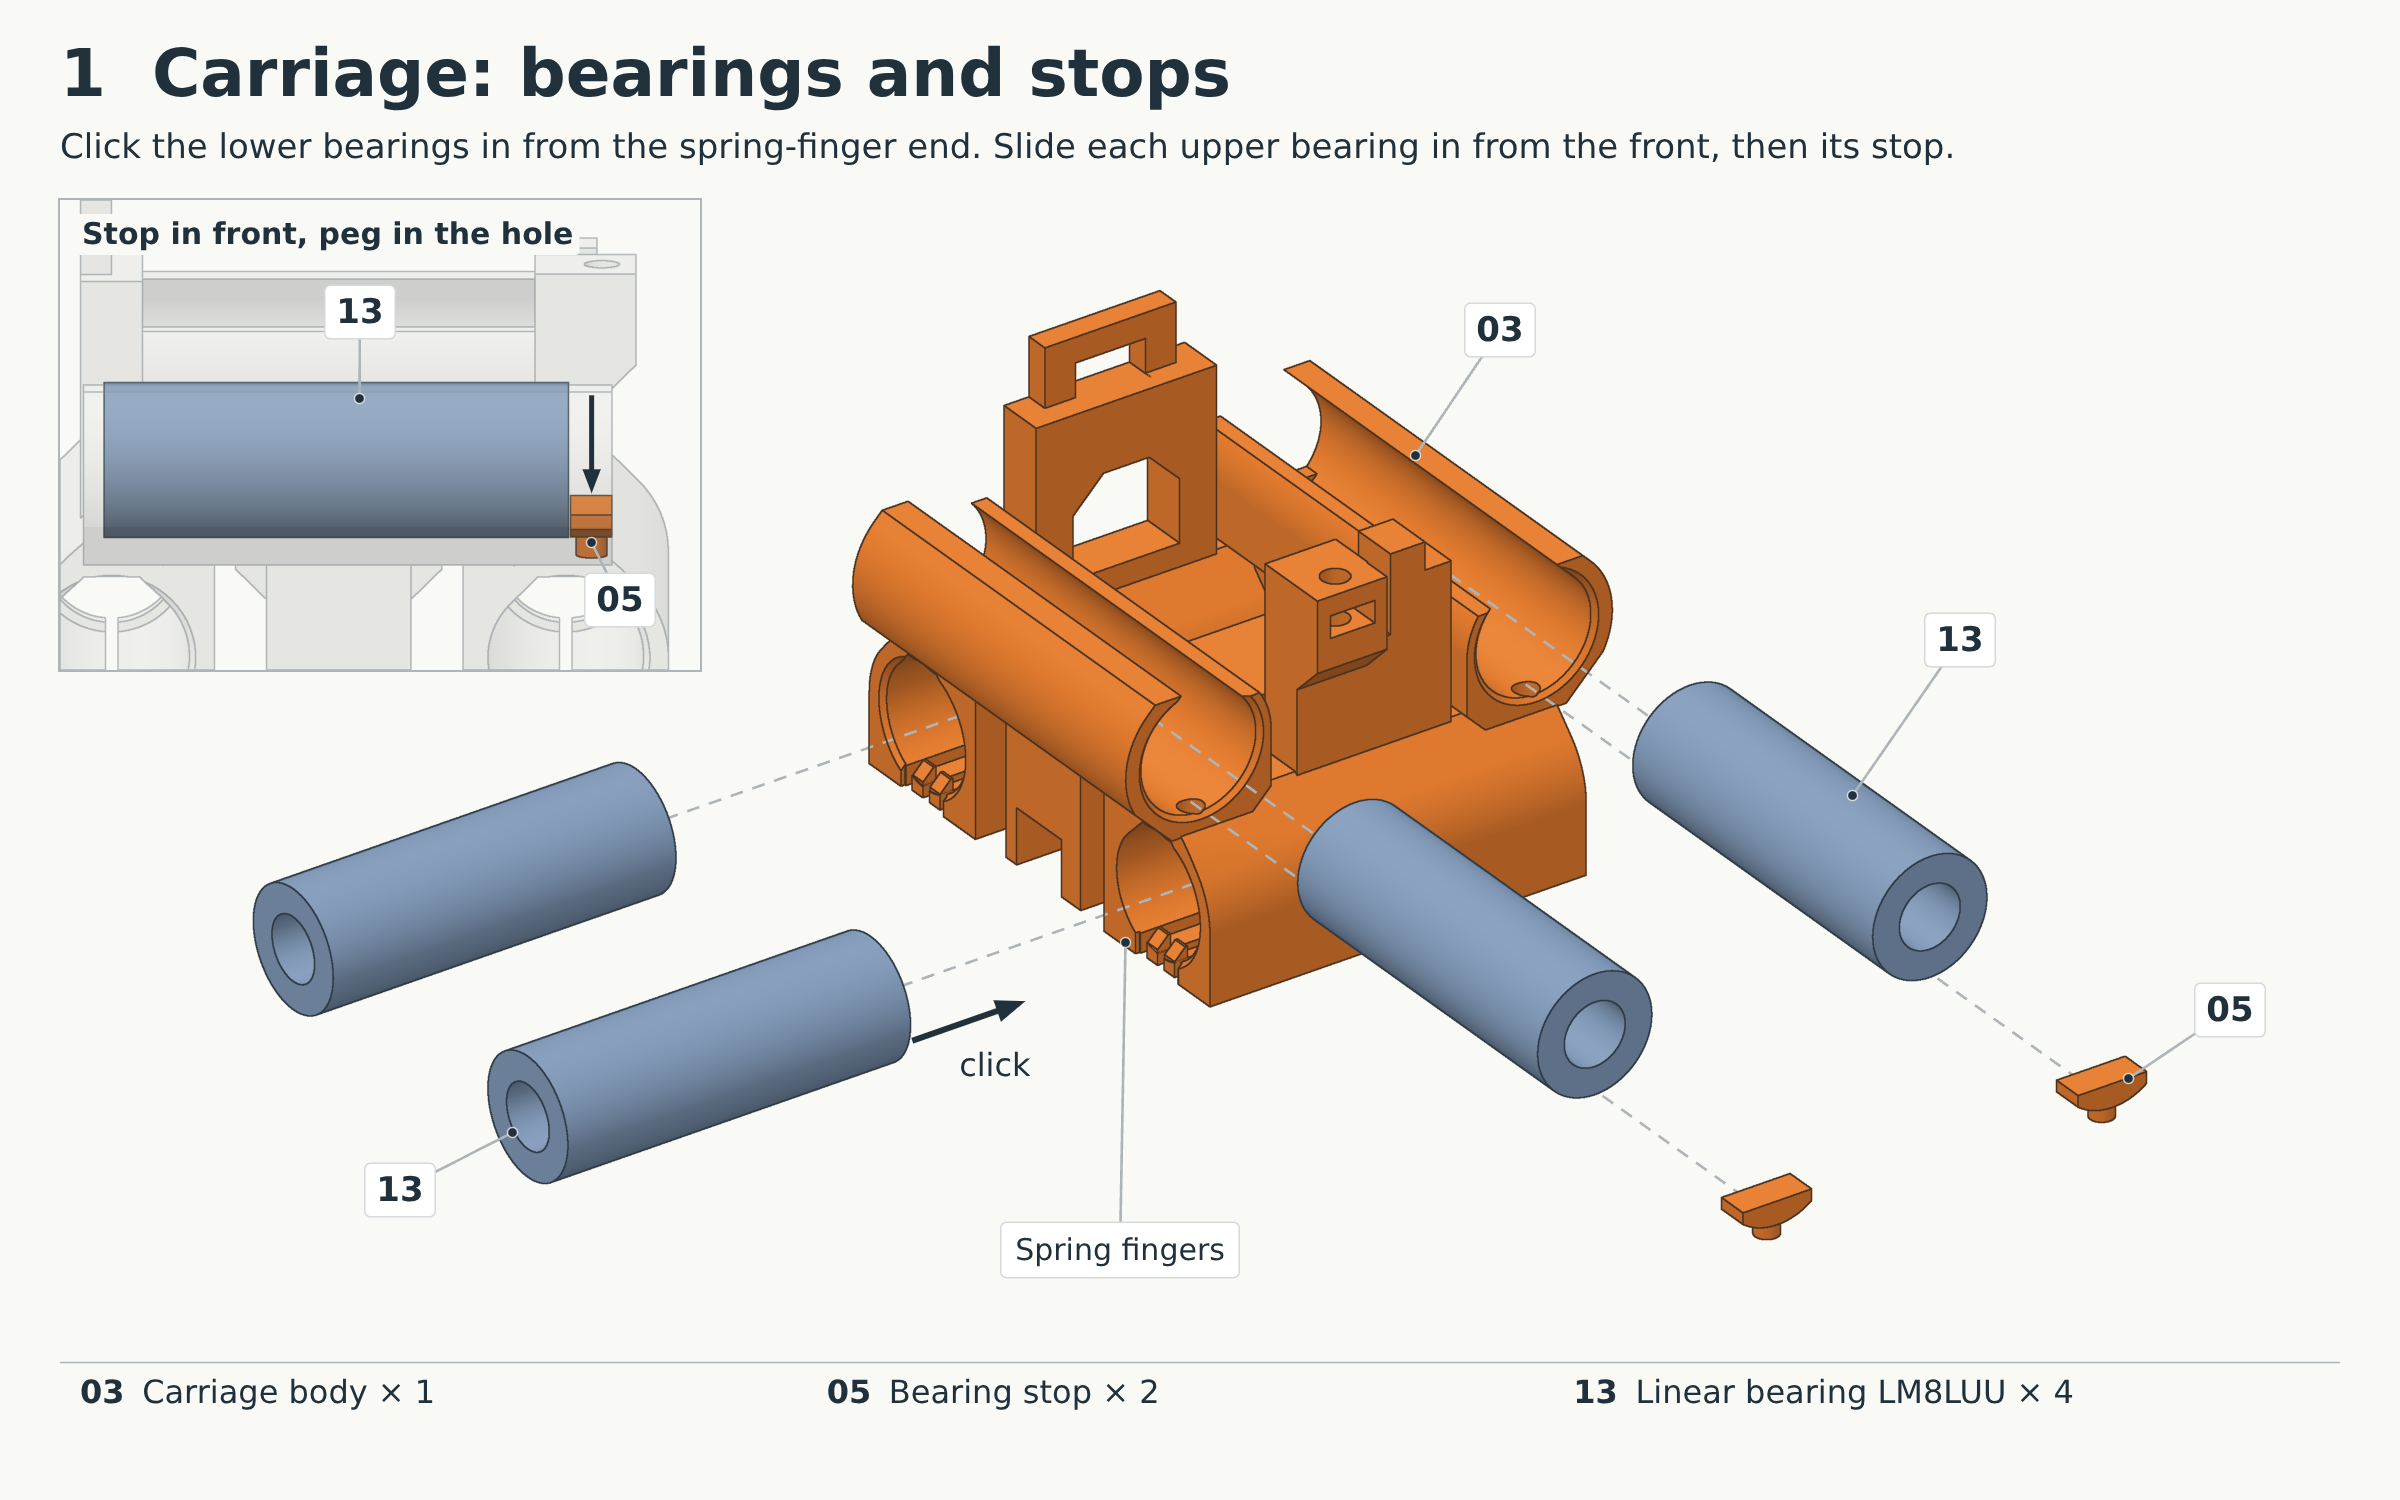 1 Carriage: bearings and stops
Click the lower bearings in from the spring-finger end. Slide each upper bearing in from the front, then its stop.
Stop in front, peg in the hole
13
05
03
13
05
click
13
Spring fingers
03 Carriage body × 1
05 Bearing stop × 2
13 Linear bearing LM8LUU × 4